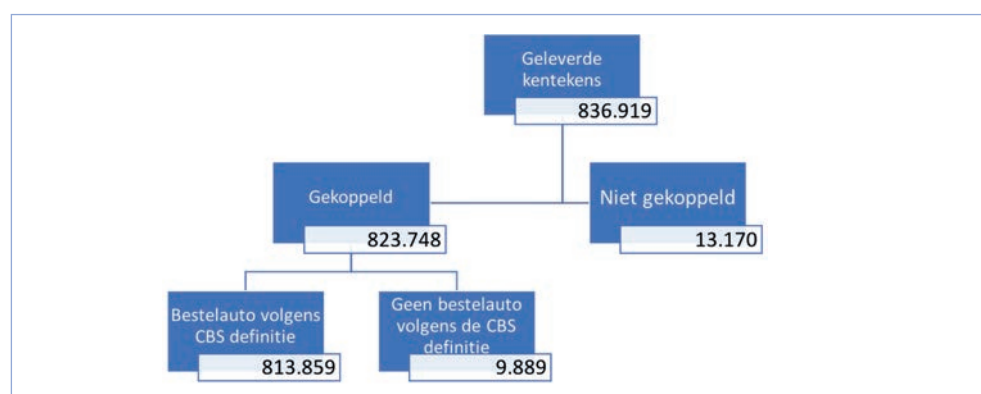 Geleverde
kentekens
836.919
Gekoppeld
823.748
Niet gekoppeld
13.170
Bestelauto volgens
CBS definitie
813.859
Geen bestelauto
volgens de CBS
definitie
9.889